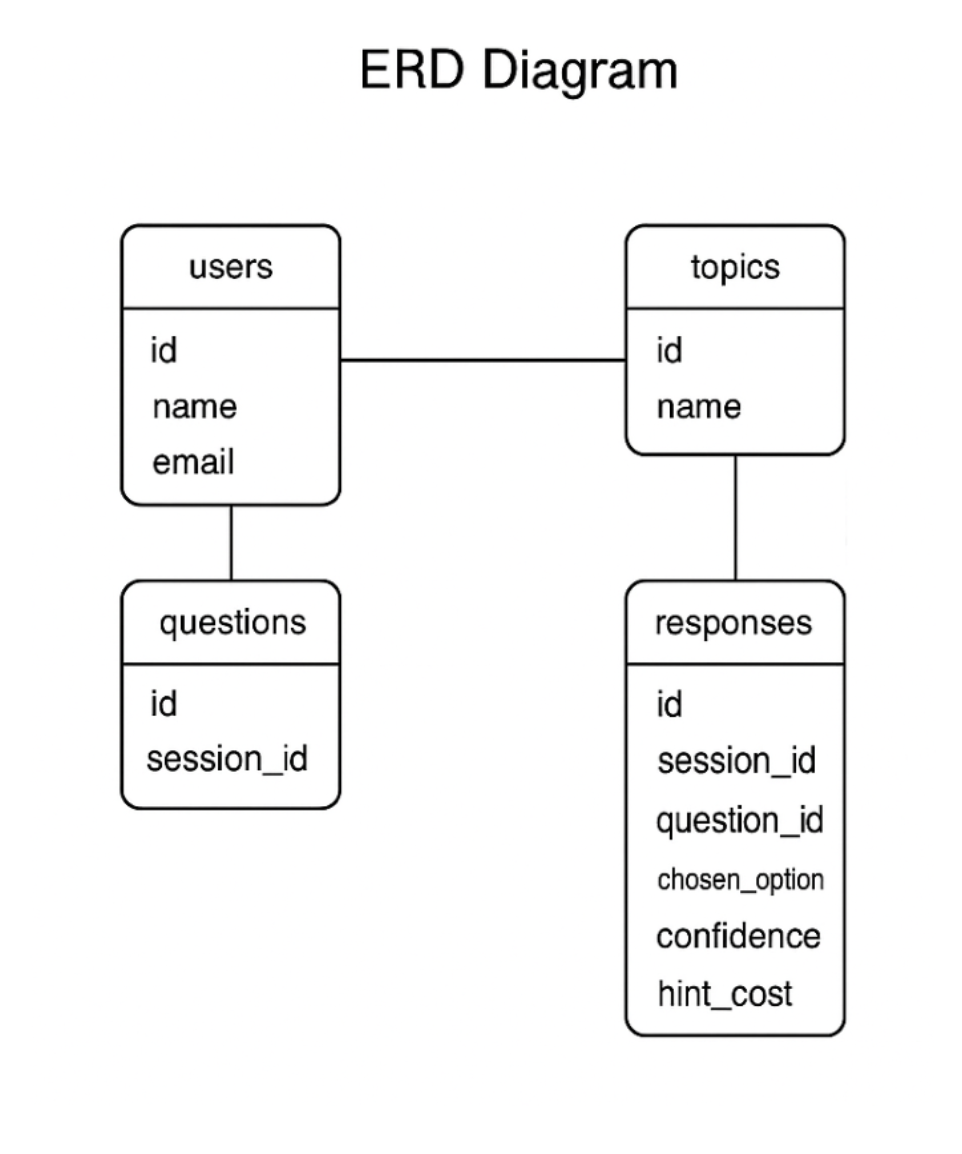 ERD Diagram
users
id
name
email
topics
id
name
questions
id
session_id
responses
id
session_id
question_id
chosen_option
confidence
hint_cost